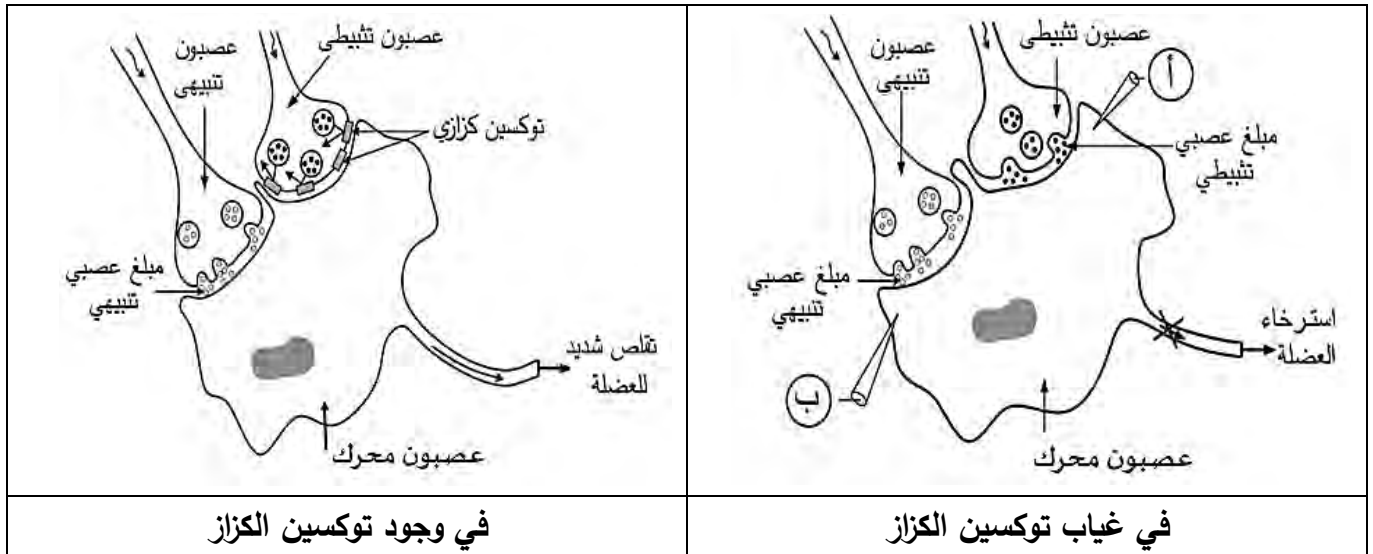 عصبون تثبيطي
عصبون
تنبيهي
أ
مبلغ عصبي
تثبيطي
مبلغ عصبي
تنبيهي
استرخاء
العضلة
ب
عصبون محرك
في غياب توكسين الكزاز
عصبون تثبيطي
عصبون
تنبيهي
توكسين كزازي
مبلغ عصبي
تنبيهي
تقلص شديد
للعضلة
عصبون محرك
في وجود توكسين الكزاز